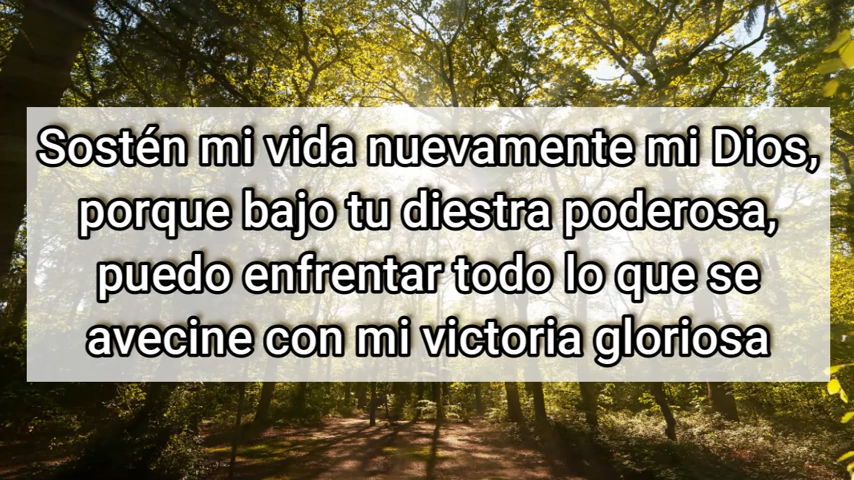 Sostén mi vida nuevamente mi Dios,
porque bajo tu diestra poderosa,
puedo enfrentar todo lo que se
avecine con mi victoria gloriosa